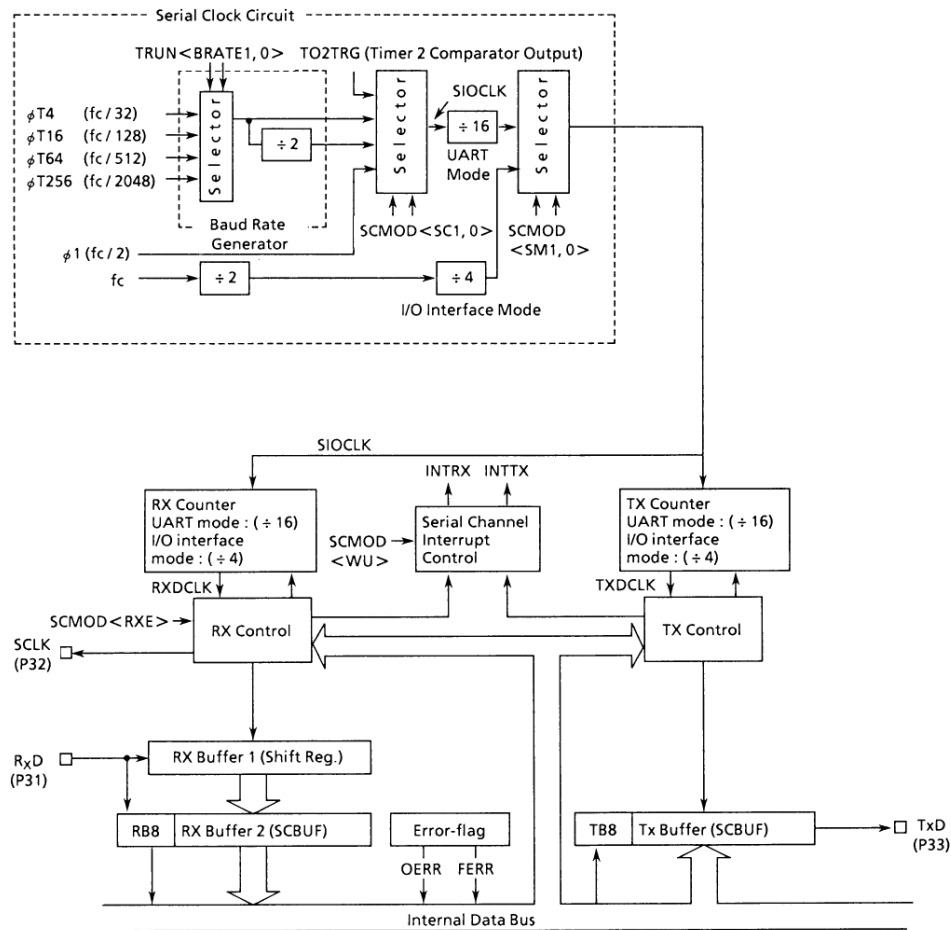 Serial Clock Circuit
TRUN<BRATE1, 0>
TO2TRG (Timer 2 Comparator Output)
SIOCLK
φT4 (fc/32)
φT16 (fc/128)
φT64 (fc/512)
φT256 (fc/2048)
Selector
÷2
Selector
÷16
UART
Mode
Selector
Baud Rate
Generator
SCMOD<SC1, 0>
SCMOD
<SM1, 0>
φ1 (fc/2)
fc
÷2
÷4
I/O Interface Mode
SIOCLK
INTRX INTTX
RX Counter
UART mode : (÷16)
I/O interface
mode : (÷4)
SCMOD
<WU>
Serial Channel
Interrupt
Control
TX Counter
UART mode : (÷16)
I/O interface
mode : (÷4)
RXDCLK
TXDCLK
SCMOD<RXE>
RX Control
TX Control
SCLK
(P32)
RxD
(P31)
RX Buffer 1 (Shift Reg.)
RB8
RX Buffer 2 (SCBUF)
Error-flag
TB8
Tx Buffer (SCBUF)
TxD
(P33)
OERR FERR
Internal Data Bus